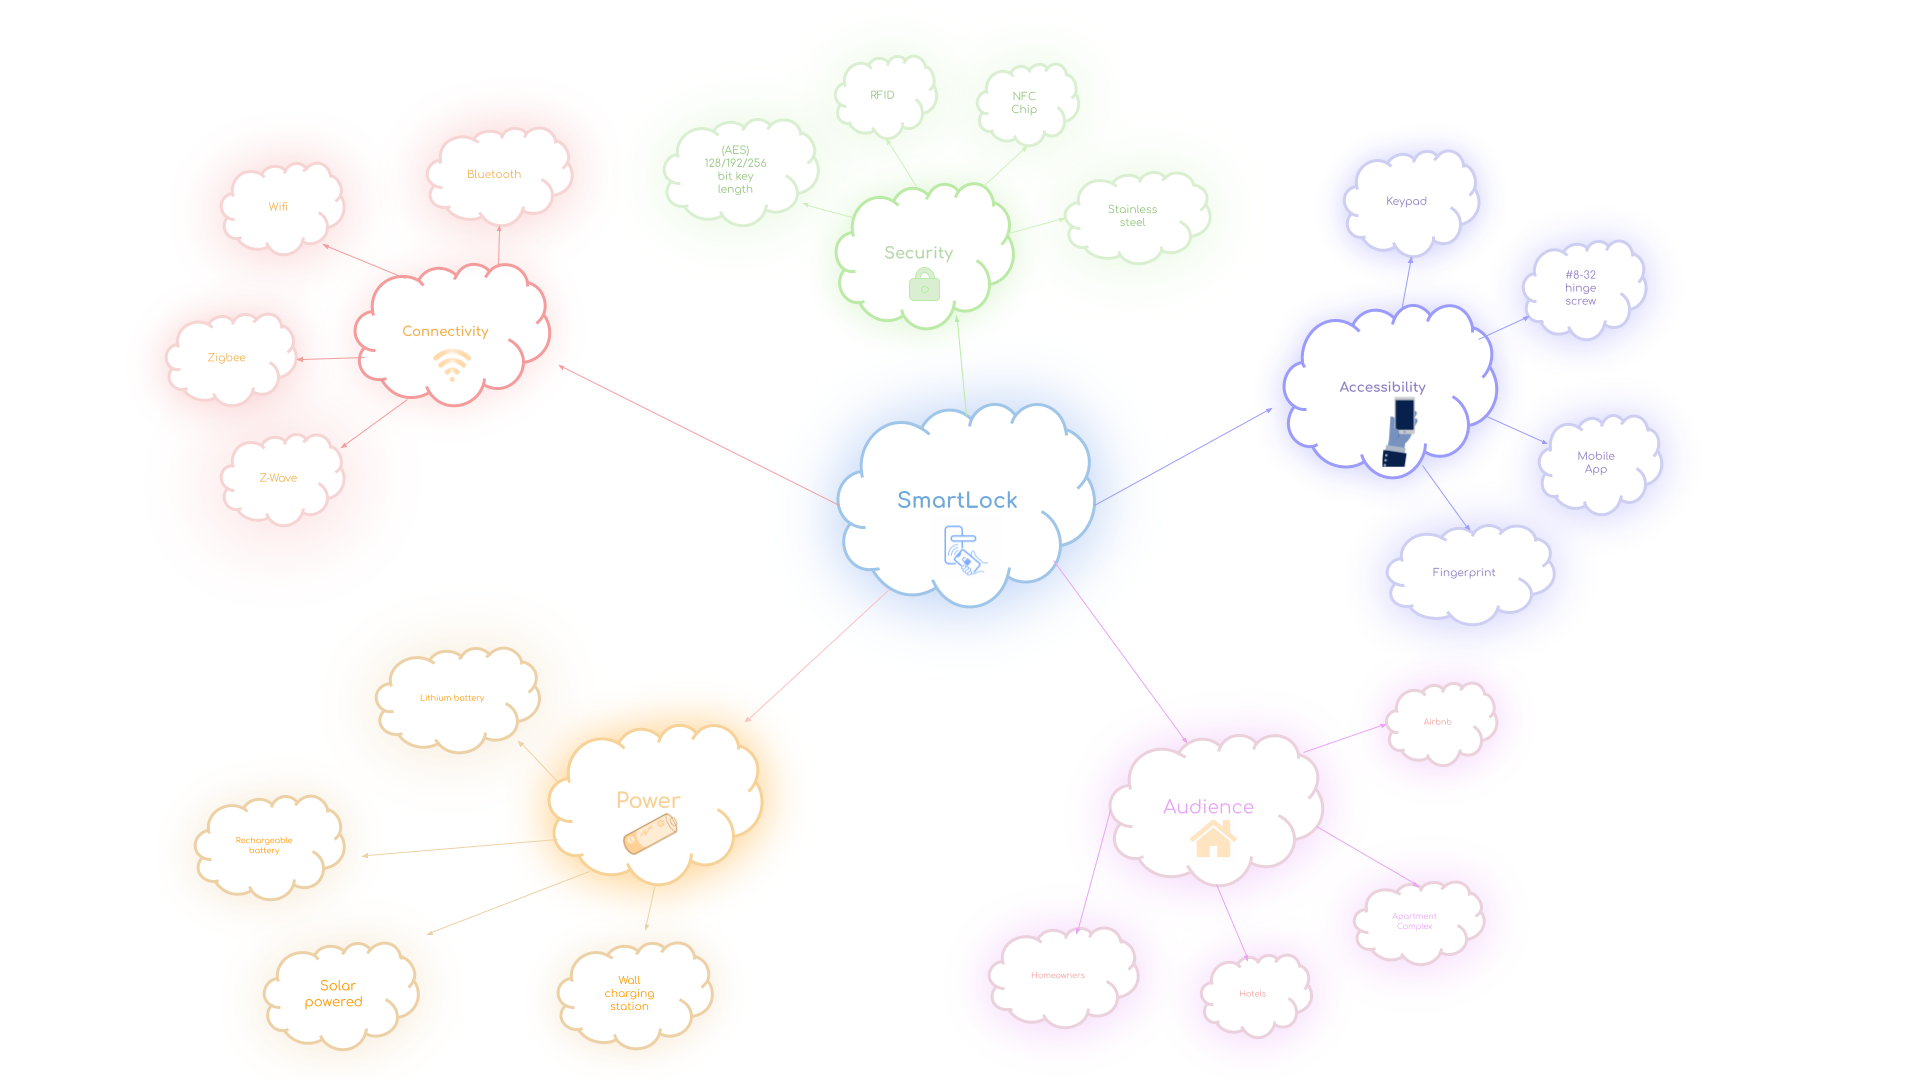 RFID
NFC
Chip
(AES)
128/192/256
bit key
length
Stainless
steel
Security
Bluetooth
Wifi
Connectivity
Zigbee
Z-Wave
Keypad
#8-32
hinge
screw
Accessibility
Mobile
App
Fingerprint
SmartLock
Lithium battery
Power
Rechargeable
battery
Solar
powered
Wall
charging
station
Airbnb
Audience
Apartment
Complex
Homeowners
Hotels